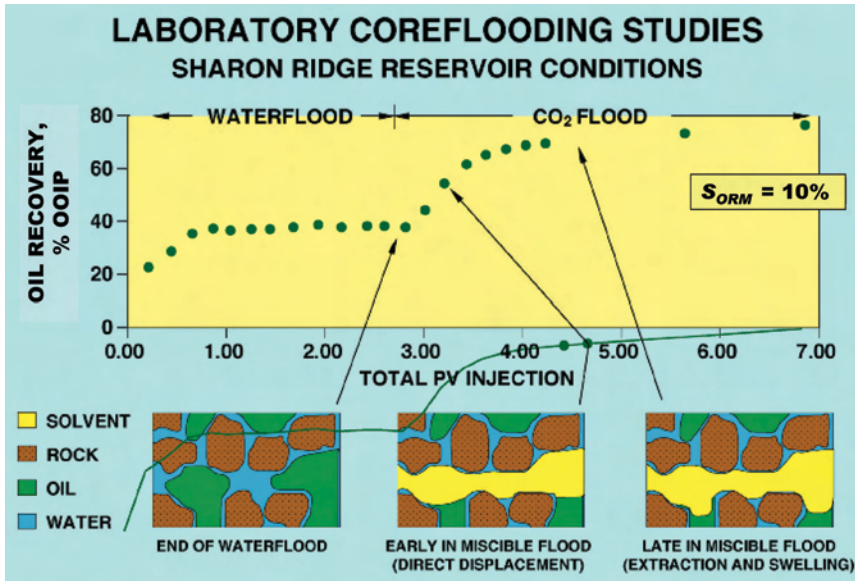 LABORATORY COREFLOODING STUDIES
SHARON RIDGE RESERVOIR CONDITIONS
WATERFLOOD
CO₂ FLOOD
OIL RECOVERY,
% OOIP
80
60
40
20
0
S_ORM = 10%
0.00 1.00 2.00 3.00 4.00 5.00 6.00 7.00
TOTAL PV INJECTION
SOLVENT
ROCK
OIL
WATER
END OF WATERFLOOD
EARLY IN MISCIBLE FLOOD
(DIRECT DISPLACEMENT)
LATE IN MISCIBLE FLOOD
(EXTRACTION AND SWELLING)